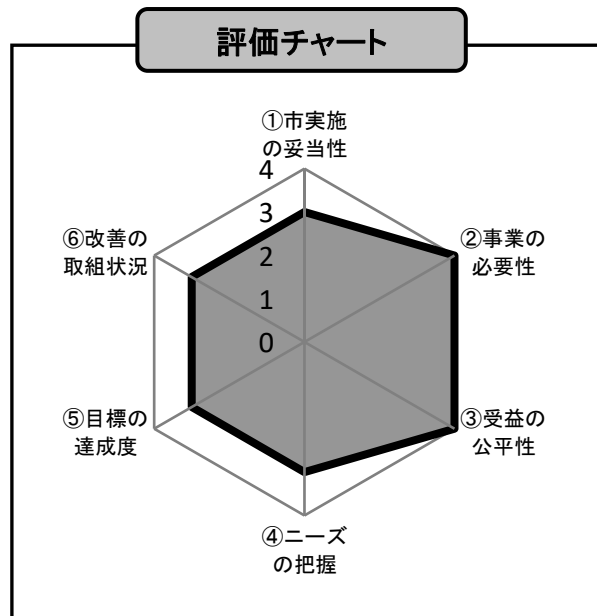 評価チャート
①市実施
の妥当性
4
3
2
1
0
②事業の
必要性
③受益の
公平性
④ニーズ
の把握
⑤目標の
達成度
⑥改善の
取組状況